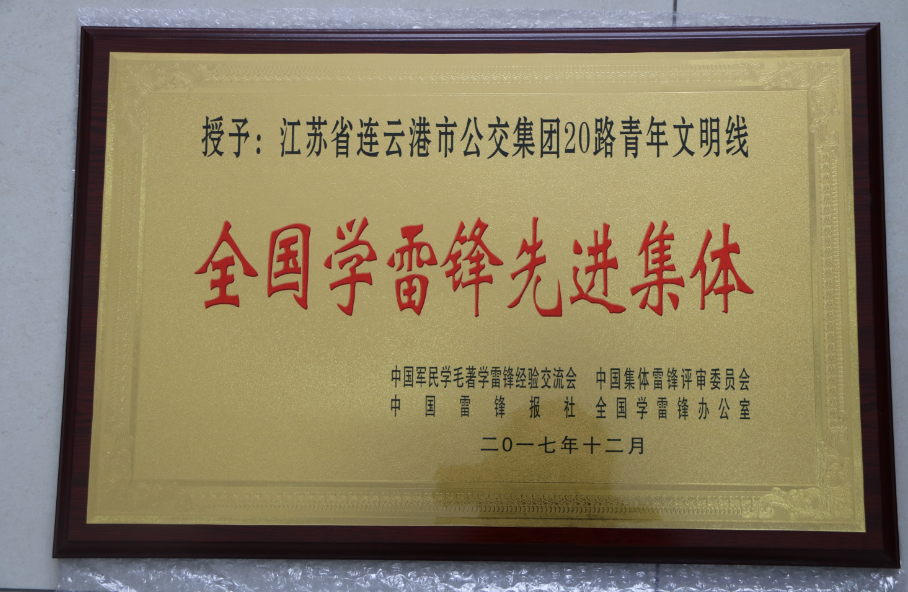 授予：江苏省连云港市公交集团20路青年文明线
全国学雷锋先进集体
中国军民学毛著学雷锋经验交流会 中国集体雷锋评审委员会
中国雷锋报社 全国学雷锋办公室
二0一七年十二月